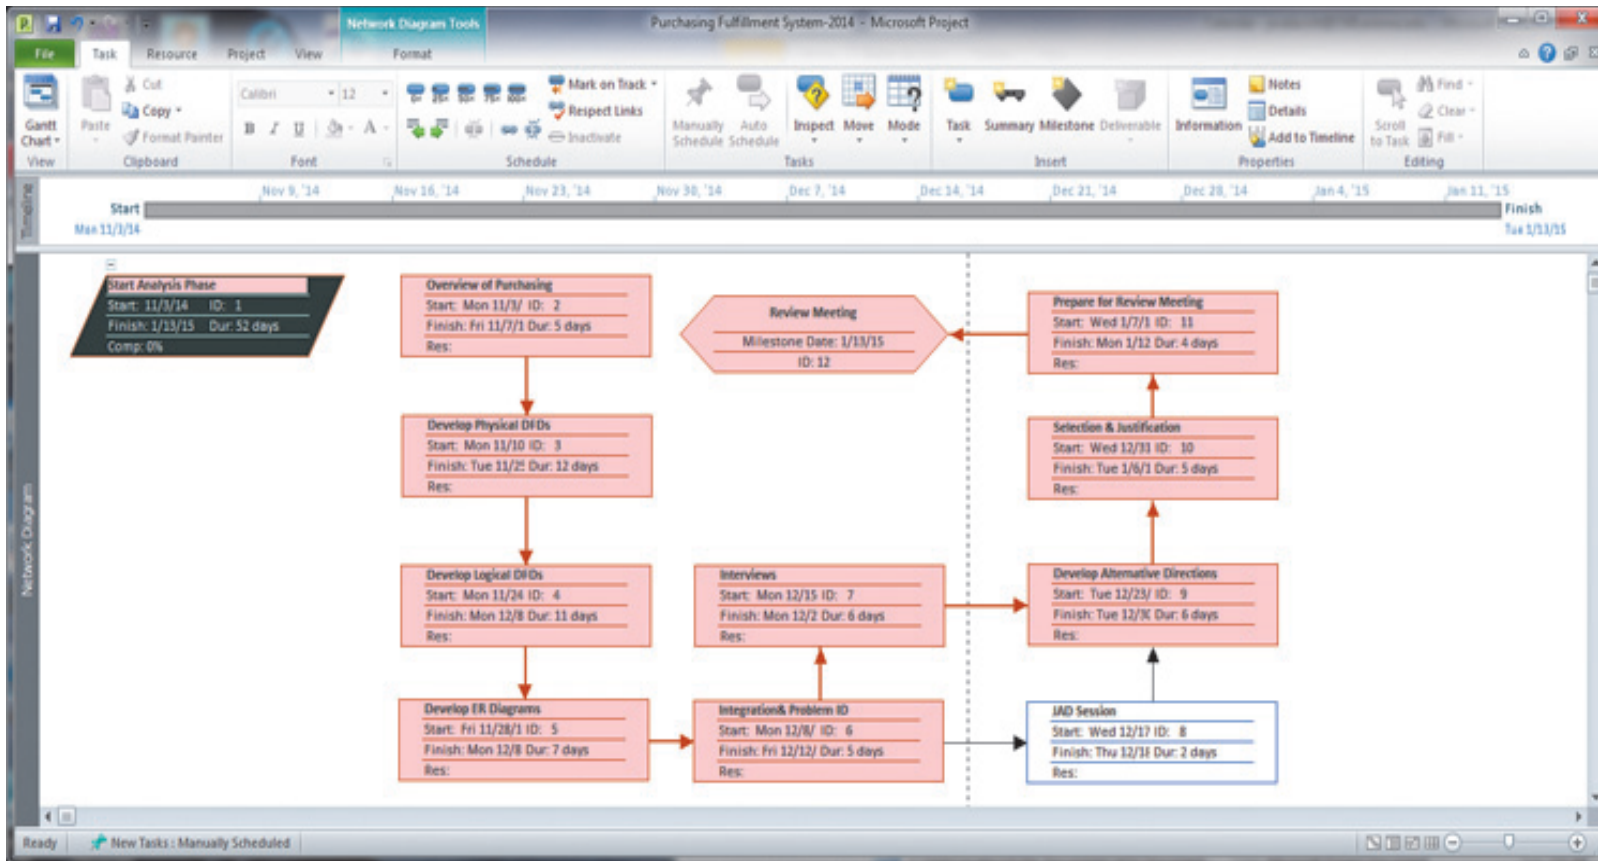 Network Diagram Tools
Purchasing Fulfillment System-2014 - Microsoft Project
File Task Resource Project View Format
Cut
Copy
Format Painter
Paste
Gantt
Chart
View
Clipboard
Calibri 12
B I U A
Font
Mark on Track
Respect Links
Inactivate
Schedule
Manually
Schedule
Auto
Schedule
Inspect Move Mode
Tasks
Task Summary Milestone Deliverable
Insert
Information
Notes
Details
Add to Timeline
Properties
Scroll
to Task
Find
Clear
Fill
Editing
Timeline
Nov 9, '14 Nov 16, '14 Nov 23, '14 Nov 30, '14 Dec 7, '14 Dec 14, '14 Dec 21, '14 Dec 28, '14 Jan 4, '15 Jan 11, '15
Start
Mon 11/3/14
Finish
Tue 1/13/15
Network Diagram
Start Analysis Phase
Start: 11/3/14 ID: 1
Finish: 1/13/15 Dur: 52 days
Comp: 0%
Overview of Purchasing
Start: Mon 11/3/ ID: 2
Finish: Fri 11/7/1 Dur: 5 days
Res:
Develop Physical DFDs
Start: Mon 11/10 ID: 3
Finish: Tue 11/25 Dur: 12 days
Res:
Develop Logical DFDs
Start: Mon 11/24 ID: 4
Finish: Mon 12/8 Dur: 11 days
Res:
Develop ER Diagrams
Start: Fri 11/28/1 ID: 5
Finish: Mon 12/8 Dur: 7 days
Res:
Integration& Problem ID
Start: Mon 12/8/ ID: 6
Finish: Fri 12/12/ Dur: 5 days
Res:
Interviews
Start: Mon 12/15 ID: 7
Finish: Mon 12/2 Dur: 6 days
Res:
JAD Session
Start: Wed 12/17 ID: 8
Finish: Thu 12/18 Dur: 2 days
Res:
Develop Alternative Directions
Start: Tue 12/23/ ID: 9
Finish: Tue 12/30 Dur: 6 days
Res:
Selection & Justification
Start: Wed 12/31 ID: 10
Finish: Tue 1/6/1 Dur: 5 days
Res:
Prepare for Review Meeting
Start: Wed 1/7/1 ID: 11
Finish: Mon 1/12 Dur: 4 days
Res:
Review Meeting
Milestone Date: 1/13/15
ID: 12
Ready New Tasks : Manually Scheduled